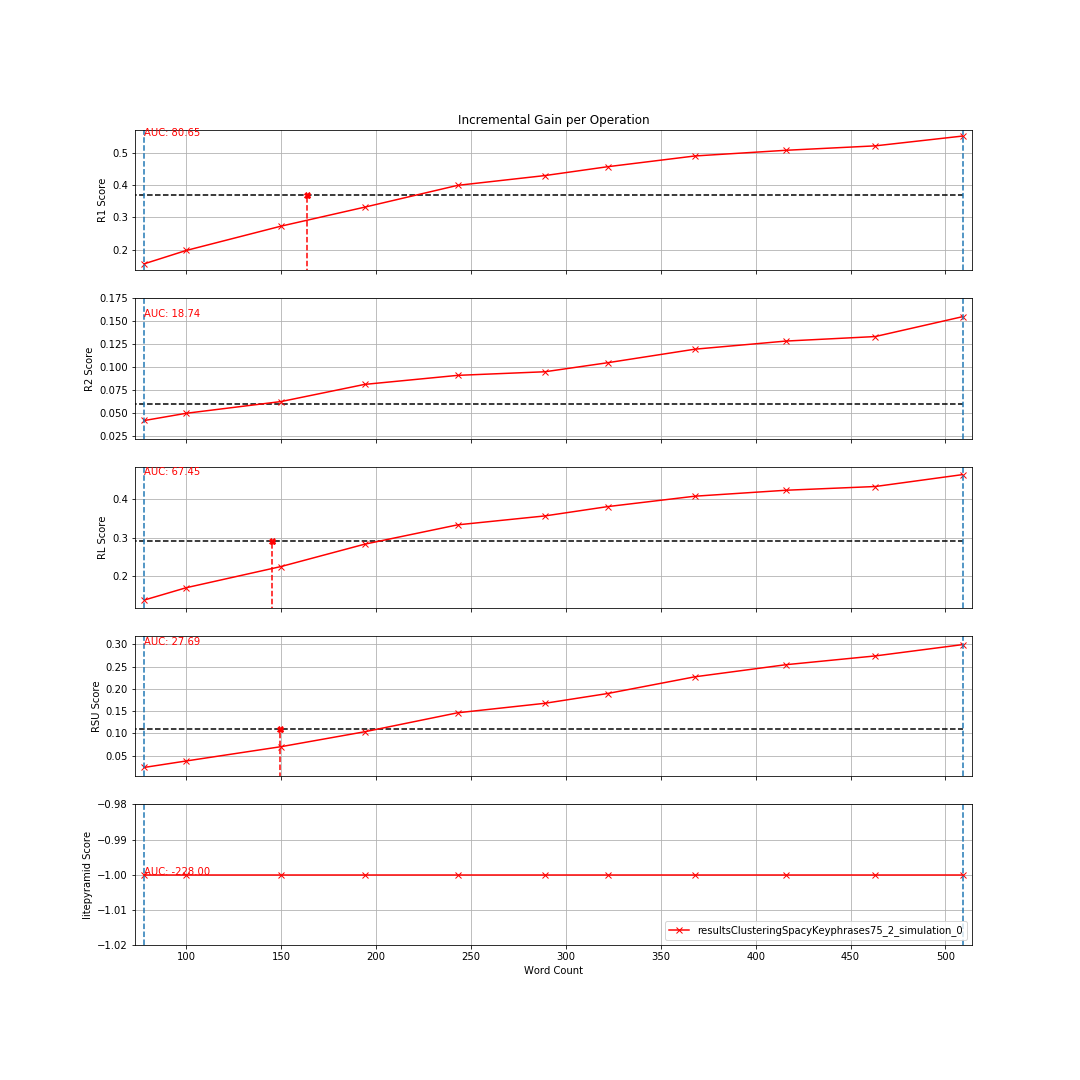 Incremental Gain per Operation
AUC: 80.65
0.5
0.4
0.3
0.2
R1 Score
AUC: 18.74
0.175
0.150
0.125
0.100
0.075
0.050
0.025
R2 Score
AUC: 67.45
0.4
0.3
0.2
RL Score
AUC: 27.69
0.30
0.25
0.20
0.15
0.10
0.05
RSU Score
−0.98
−0.99
−1.00
−1.01
−1.02
litepyramid Score
AUC: -228.00
resultsClusteringSpacyKeyphrases75_2_simulation_0
100 150 200 250 300 350 400 450 500
Word Count